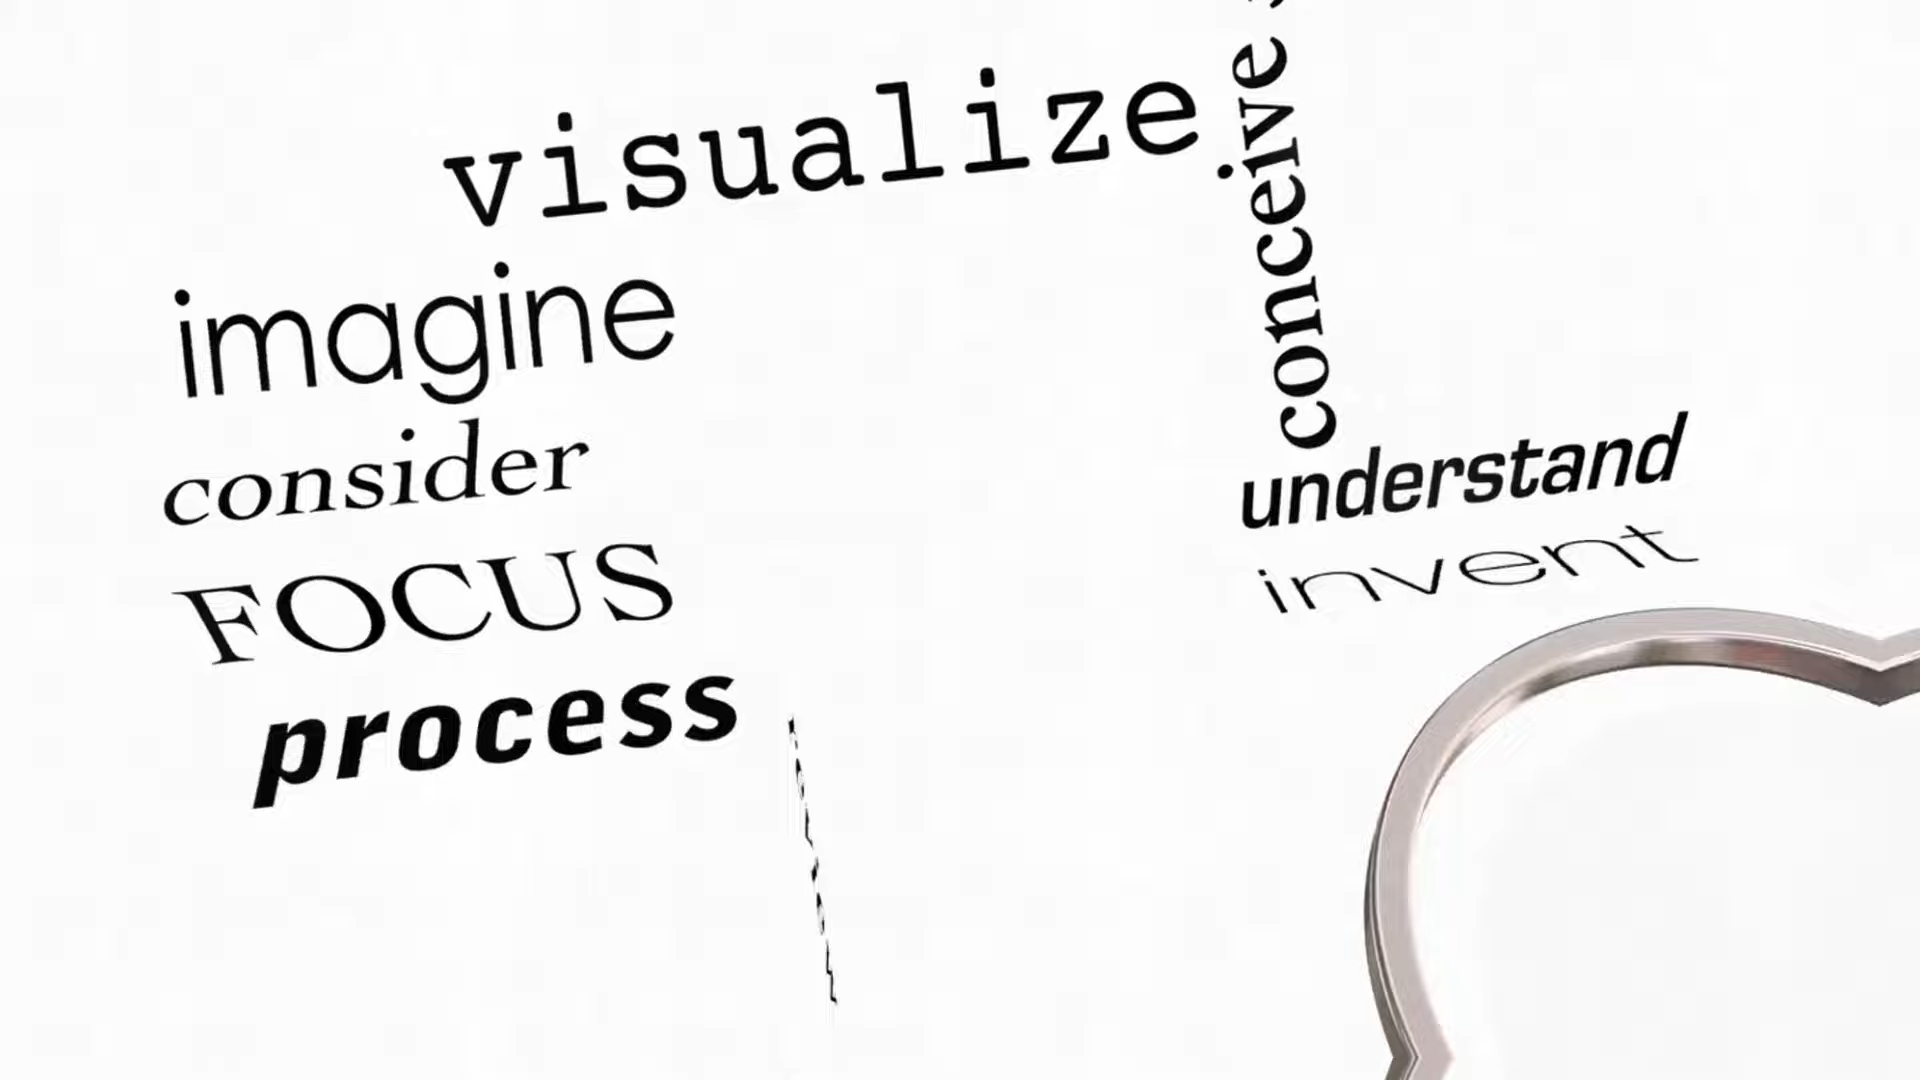 visualize
conceive
imagine
consider
understand
FOCUS
invent
process